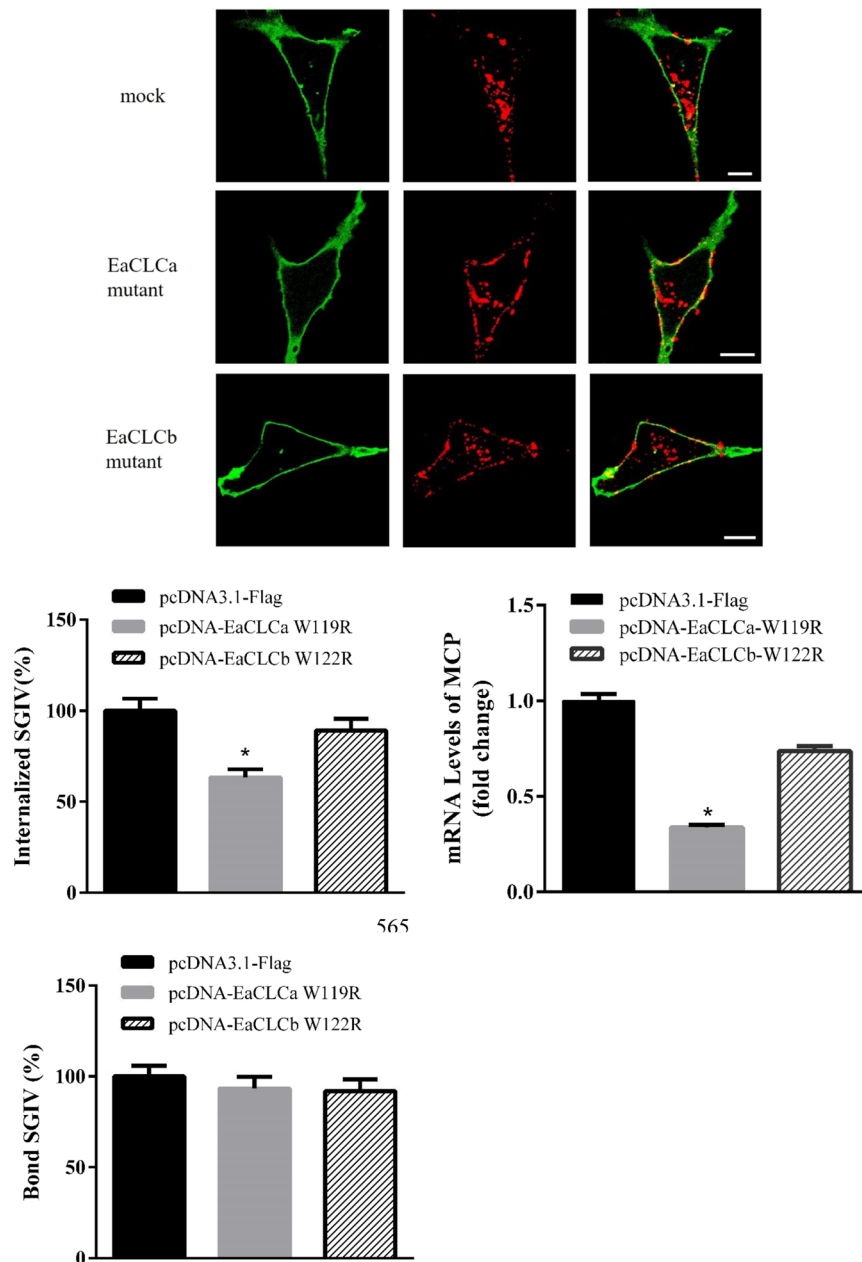 mock
EaCLCa
mutant
EaCLCb
mutant
pcDNA3.1-Flag
pcDNA-EaCLCa W119R
pcDNA-EaCLCb W122R
Internalized SGIV(%)
150
100
50
0
*
pcDNA3.1-Flag
pcDNA-EaCLCa-W119R
pcDNA-EaCLCb-W122R
mRNA Levels of MCP
(fold change)
1.5
1.0
0.5
0.0
*
565
pcDNA3.1-Flag
pcDNA-EaCLCa W119R
pcDNA-EaCLCb W122R
Bond SGIV (%)
150
100
50
0